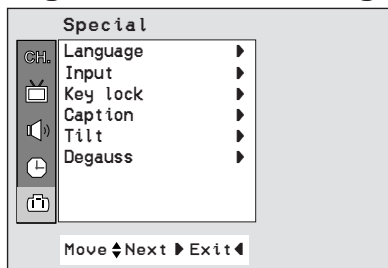 Special
CH.
Language
Input
Key lock
Caption
Tilt
Degauss
Move Next Exit